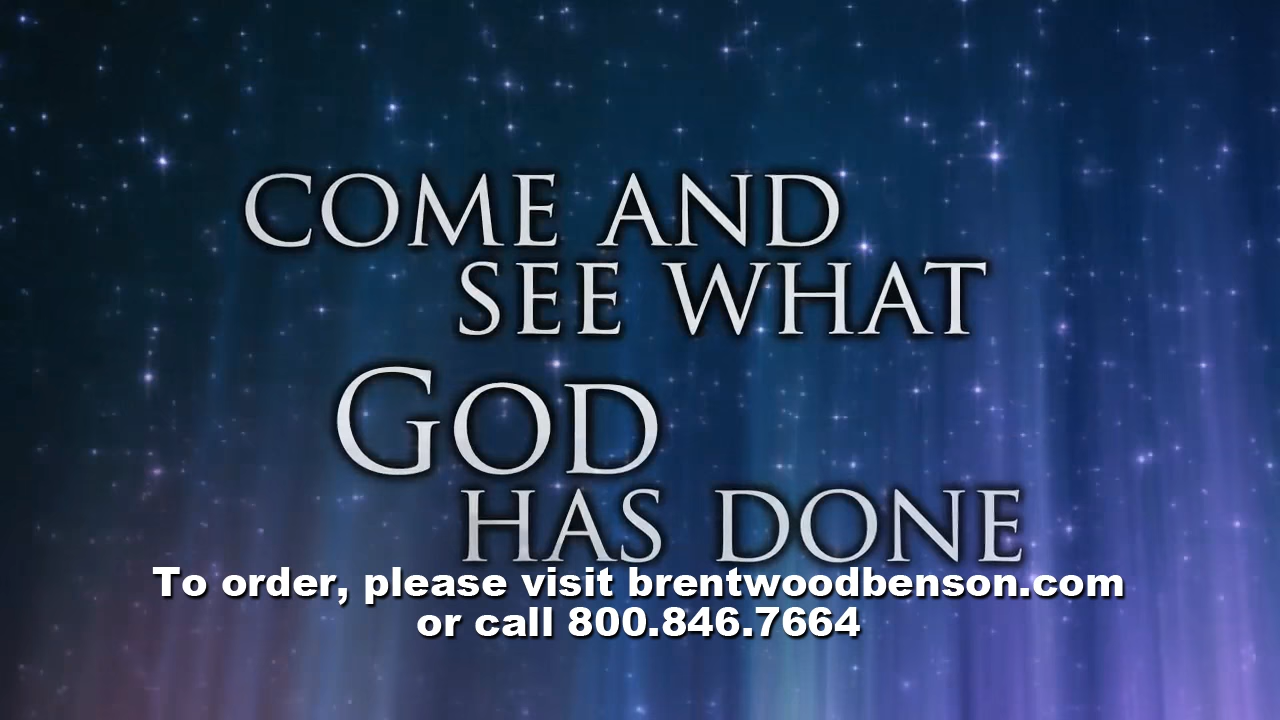 COME AND
SEE WHAT
GOD
HAS DONE
To order, please visit brentwoodbenson.com
or call 800.846.7664